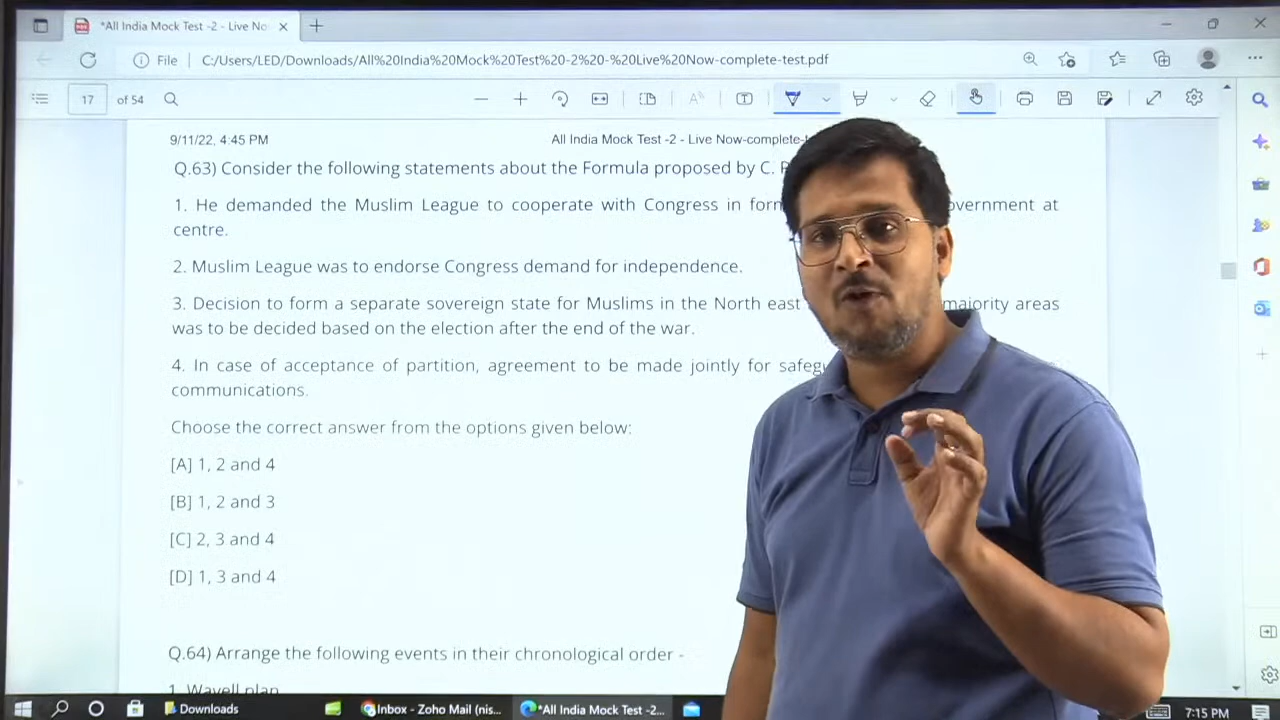 *All India Mock Test -2 - Live No
File
C:/Users/LED/Downloads/All%20India%20Mock%20Test%20-2%20-%20Live%20Now-complete-test.pdf
17 of 54
9/11/22, 4:45 PM
All India Mock Test -2 - Live Now-complete-t
Q.63) Consider the following statements about the Formula proposed by C.
1. He demanded the Muslim League to cooperate with Congress in
centre.
at
2. Muslim League was to endorse Congress demand for independence.
3. Decision to form a separate sovereign state for Muslims in the North east
majority areas
was to be decided based on the election after the end of the war.
4. In case of acceptance of partition, agreement to be made jointly for
communications.
Choose the correct answer from the options given below:
[A] 1, 2 and 4
[B] 1, 2 and 3
[C] 2, 3 and 4
[D] 1, 3 and 4
Q.64) Arrange the following events in their chronological order -
1. Wavell plan
Downloads
Inbox - Zoho Mail (nis...
*All India Mock Test -2...
7:15 PM